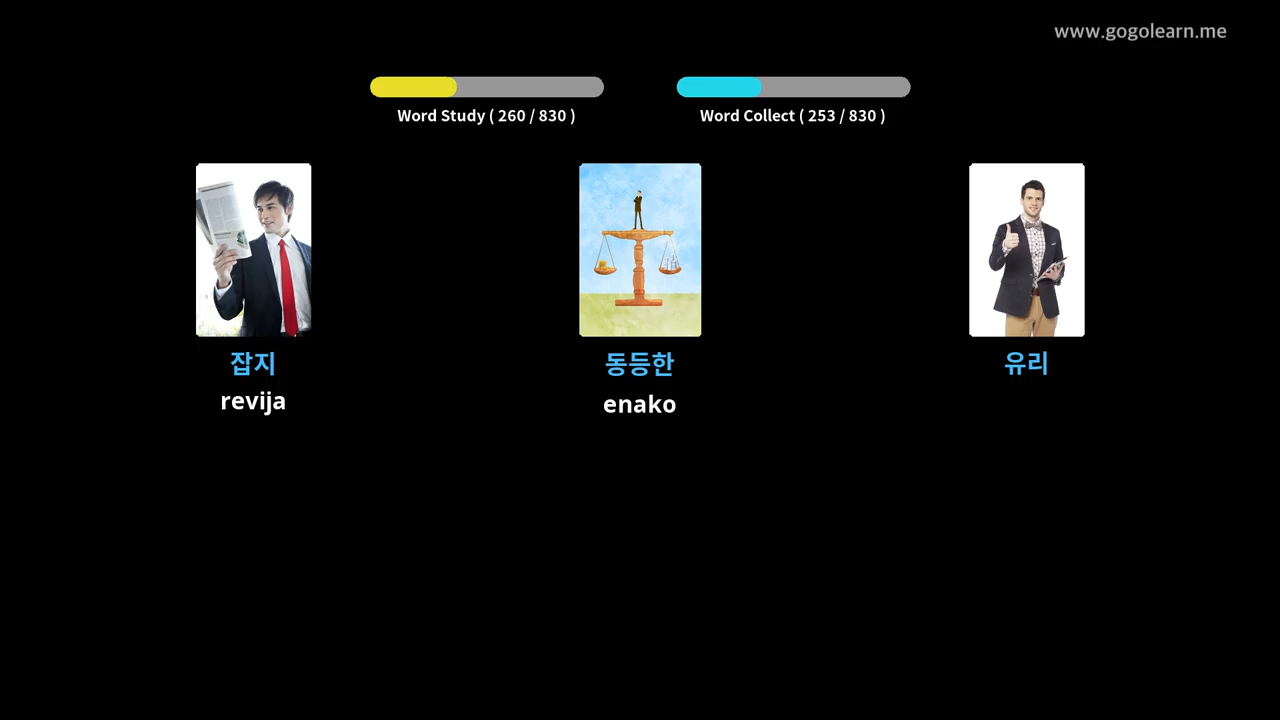 www.gogolearn.me
Word Study ( 260 / 830 )
Word Collect ( 253 / 830 )
잡지
revija
동등한
enako
유리